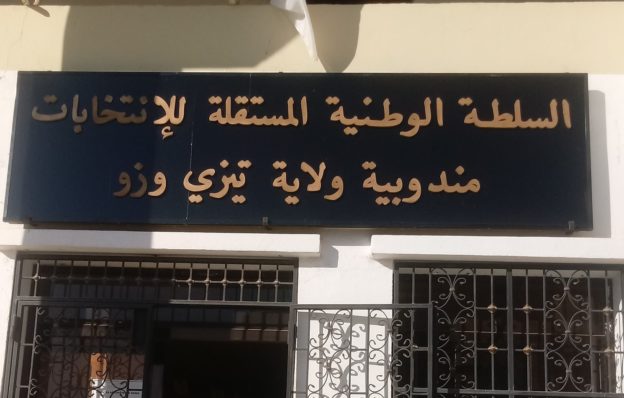 السلطة الوطنية المستقلة للإنتخابات
مندوبية ولاية تيزي وزو